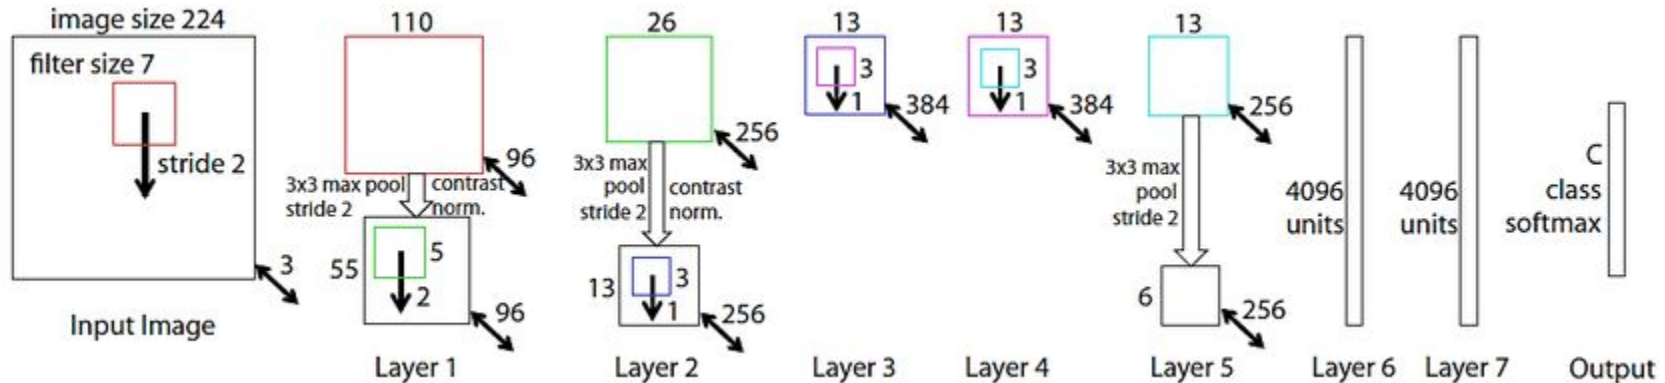 image size 224
filter size 7
stride 2
3
Input Image
110
96
3x3 max pool
stride 2
contrast
norm.
55
5
2
96
Layer 1
26
256
3x3 max
pool
stride 2
contrast
norm.
13
3
1
256
Layer 2
13
3
1
384
Layer 3
13
3
1
384
Layer 4
13
256
3x3 max
pool
stride 2
6
256
Layer 5
4096
units
Layer 6
4096
units
Layer 7
C
class
softmax
Output